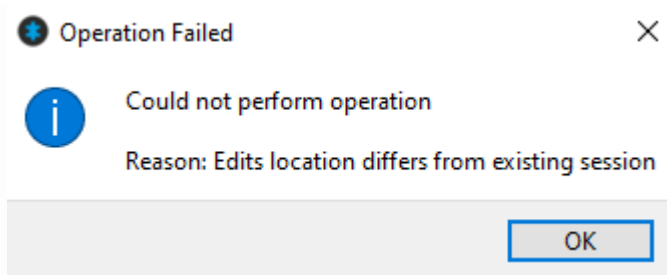 Operation Failed
Could not perform operation
Reason: Edits location differs from existing session
OK